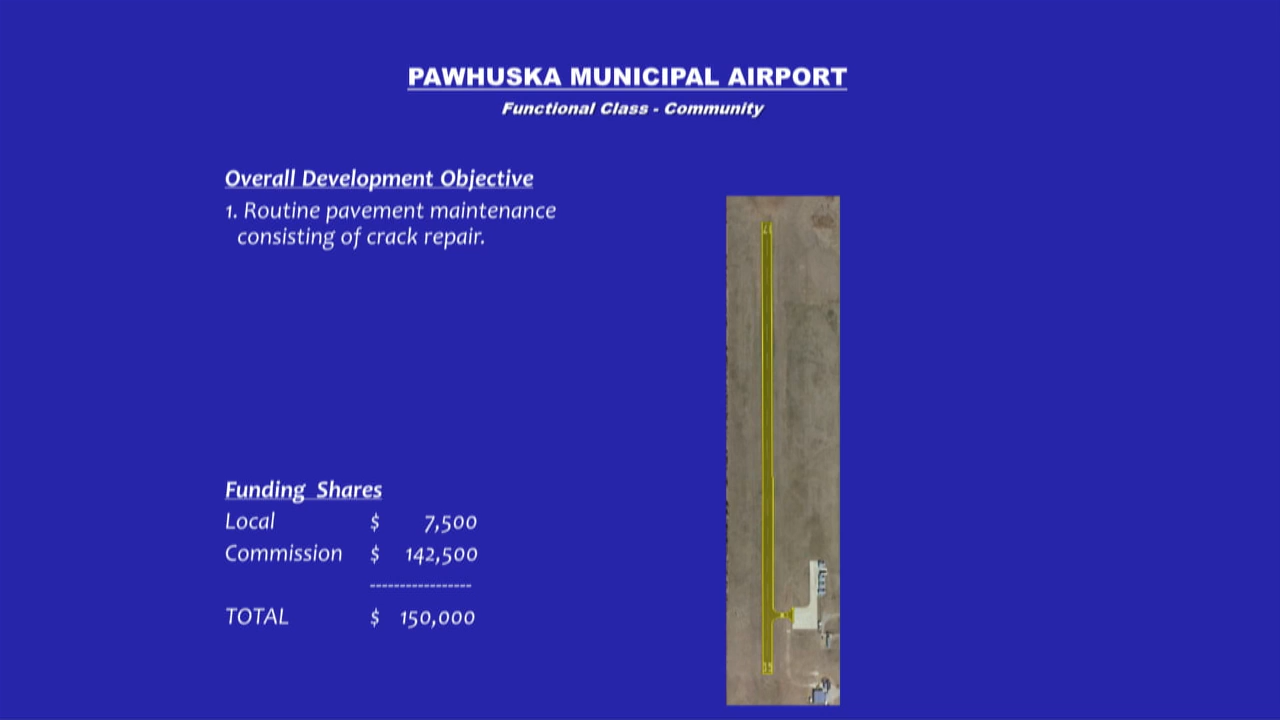 PAWHUSKA MUNICIPAL AIRPORT
Functional Class - Community
Overall Development Objective
1. Routine pavement maintenance
consisting of crack repair.
Funding Shares
Local $ 7,500
Commission $ 142,500
-----------------
TOTAL $ 150,000